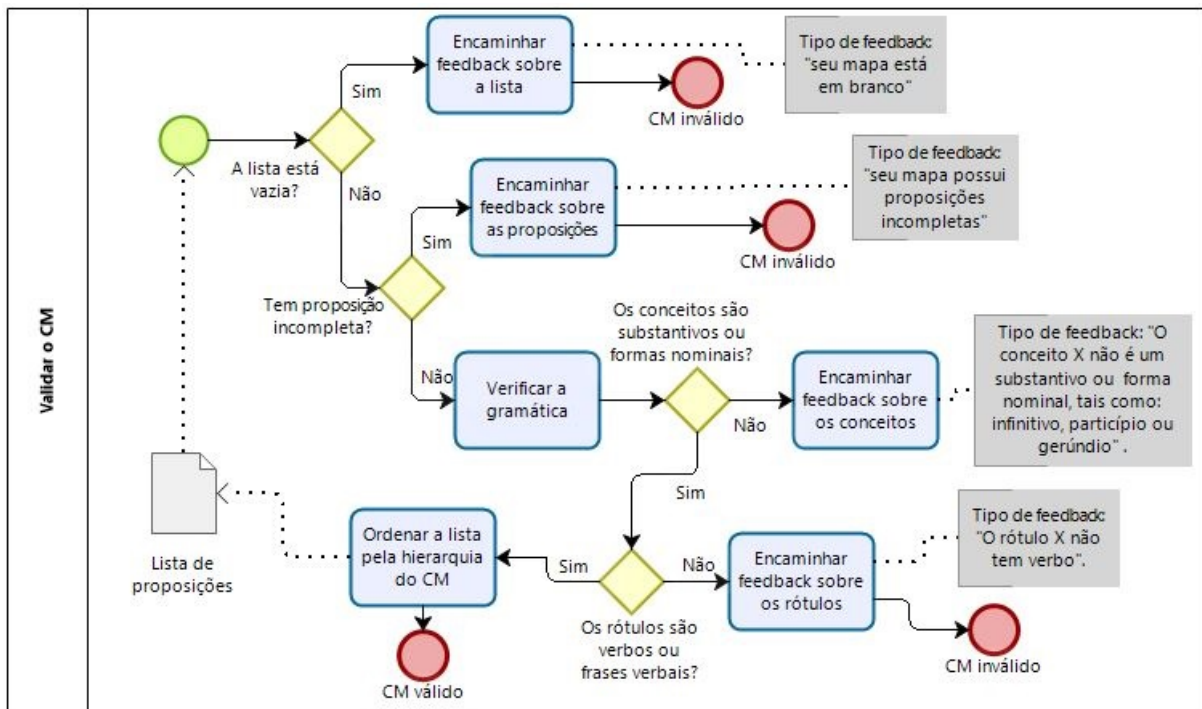 Validar o CM
Encaminhar
feedback sobre
a lista
Tipo de feedback:
"seu mapa está
em branco"
Sim
CM inválido
A lista está
vazia?
Não
Encaminhar
feedback sobre
as proposições
Tipo de feedback:
"seu mapa possui
proposições
incompletas"
Sim
CM inválido
Tem proposição
incompleta?
Os conceitos são
substantivos ou
formas nominais?
Não
Verificar a
gramática
Não
Encaminhar
feedback sobre
os conceitos
Tipo de feedback: "O
conceito X não é um
substantivo ou forma
nominal, tais como:
infinitivo, particípio ou
gerúndio" .
Sim
Lista de
proposições
Ordenar a lista
pela hierarquia
do CM
Sim
Não
Encaminhar
feedback sobre
os rótulos
Tipo de feedback:
"O rótulo X não
tem verbo".
Os rótulos são
verbos ou
frases verbais?
CM válido
CM inválido